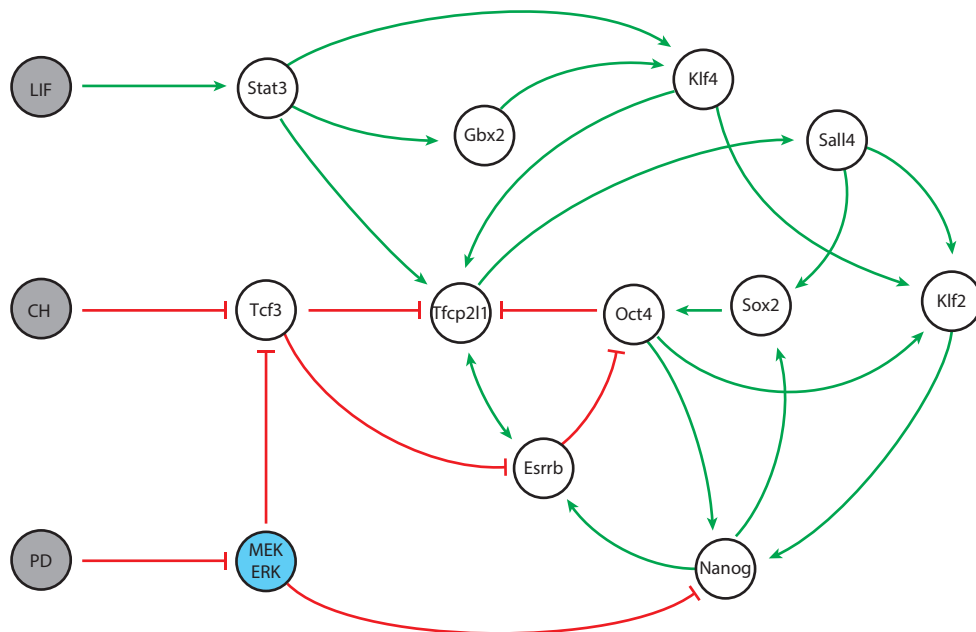 LIF
Stat3
Klf4
Gbx2
Sall4
CH
Tcf3
Tfcp2l1
Oct4
Sox2
Klf2
Esrrb
PD
MEK
ERK
Nanog